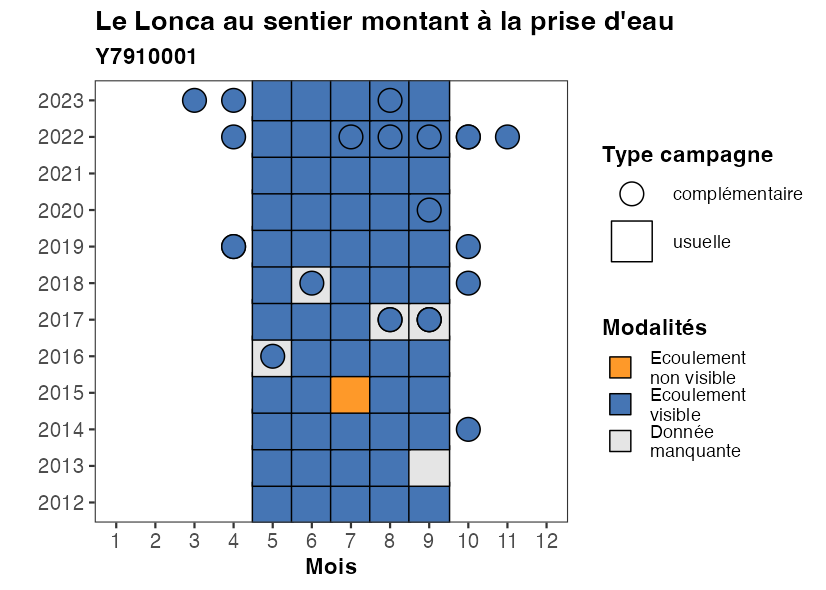 Le Lonca au sentier montant à la prise d'eau
Y7910001
2023
2022
2021
2020
2019
2018
2017
2016
2015
2014
2013
2012
1 2 3 4 5 6 7 8 9 10 11 12
Mois
Type campagne
complémentaire
usuelle
Modalités
Ecoulement
non visible
Ecoulement
visible
Donnée
manquante